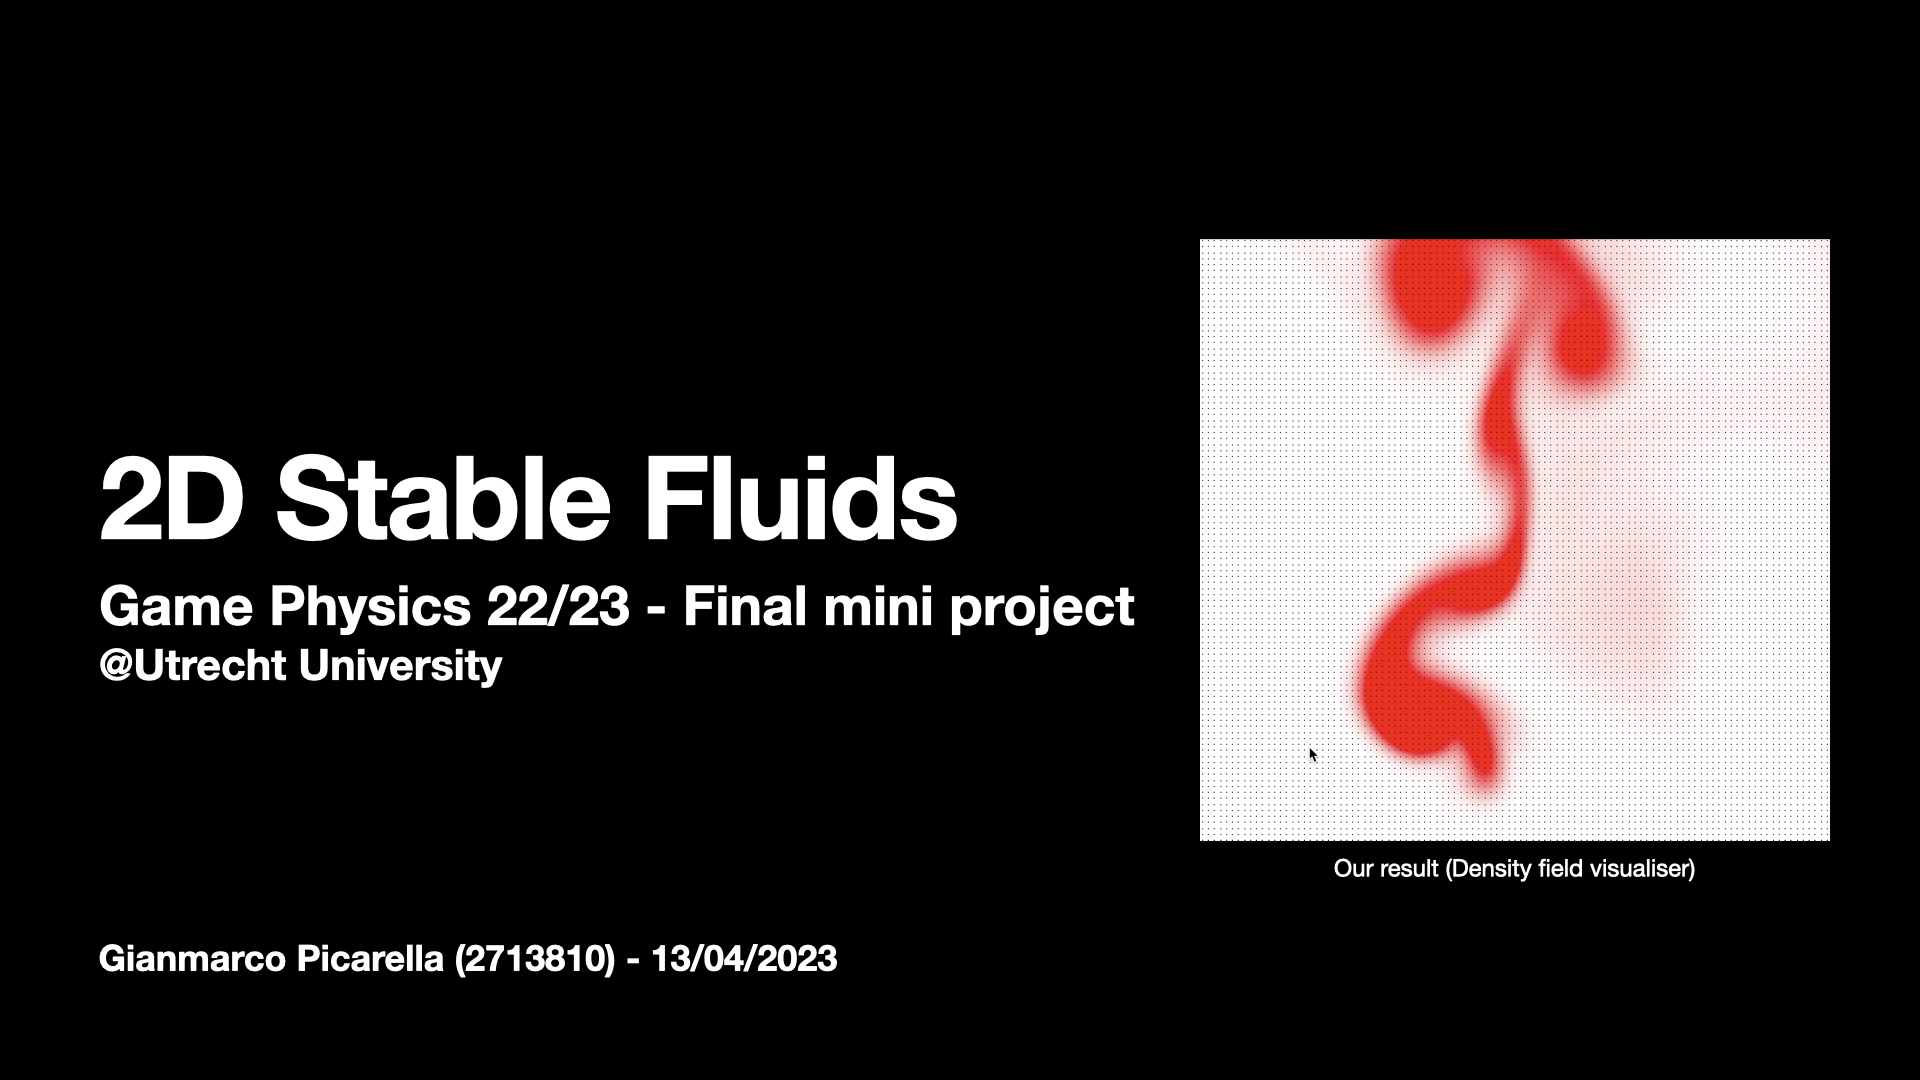 2D Stable Fluids
Game Physics 22/23 - Final mini project
@Utrecht University
Our result (Density field visualiser)
Gianmarco Picarella (2713810) - 13/04/2023